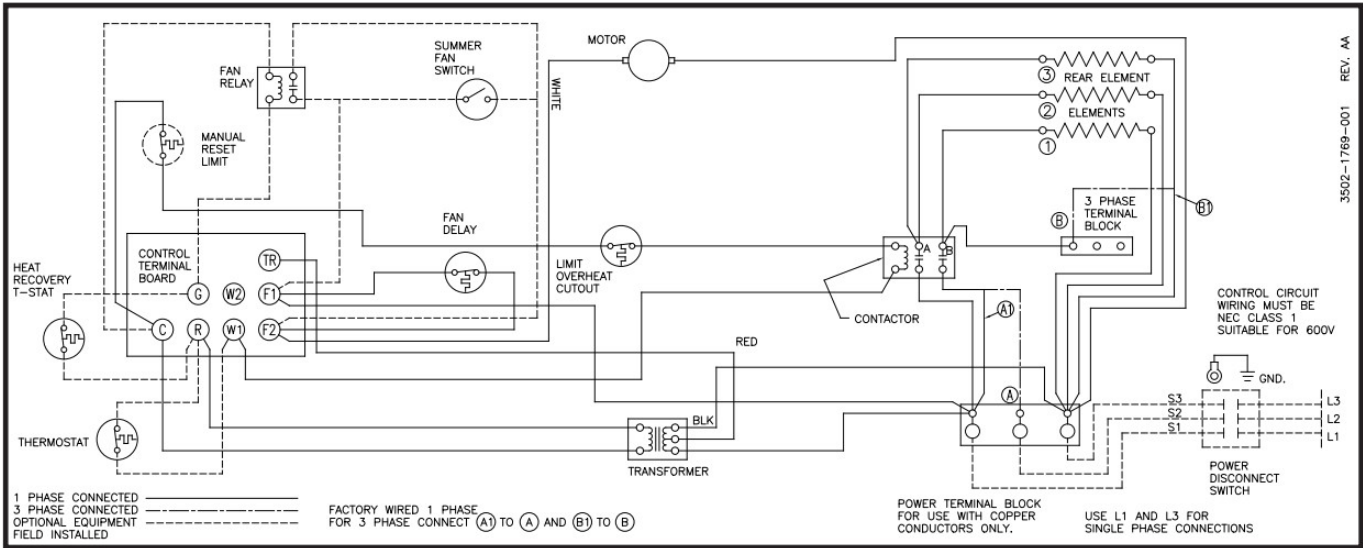 MOTOR
SUMMER
FAN
SWITCH
FAN
RELAY
WHITE
3
REAR ELEMENT
2
ELEMENTS
1
3502-1769-001 REV. AA
MANUAL
RESET
LIMIT
3 PHASE
TERMINAL
BLOCK
B
B1
FAN
DELAY
CONTROL
TERMINAL
BOARD
TR
LIMIT
OVERHEAT
CUTOUT
A
B
HEAT
RECOVERY
T-STAT
G
W2
F1
C
R
W1
F2
CONTACTOR
A1
CONTROL CIRCUIT
WIRING MUST BE
NEC CLASS 1
SUITABLE FOR 600V
RED
GND.
A
BLK
S3
S2
S1
L3
L2
L1
THERMOSTAT
TRANSFORMER
POWER
DISCONNECT
SWITCH
1 PHASE CONNECTED
3 PHASE CONNECTED
OPTIONAL EQUIPMENT
FIELD INSTALLED
FACTORY WIRED 1 PHASE
FOR 3 PHASE CONNECT A1 TO A AND B1 TO B
POWER TERMINAL BLOCK
FOR USE WITH COPPER
CONDUCTORS ONLY.
USE L1 AND L3 FOR
SINGLE PHASE CONNECTIONS